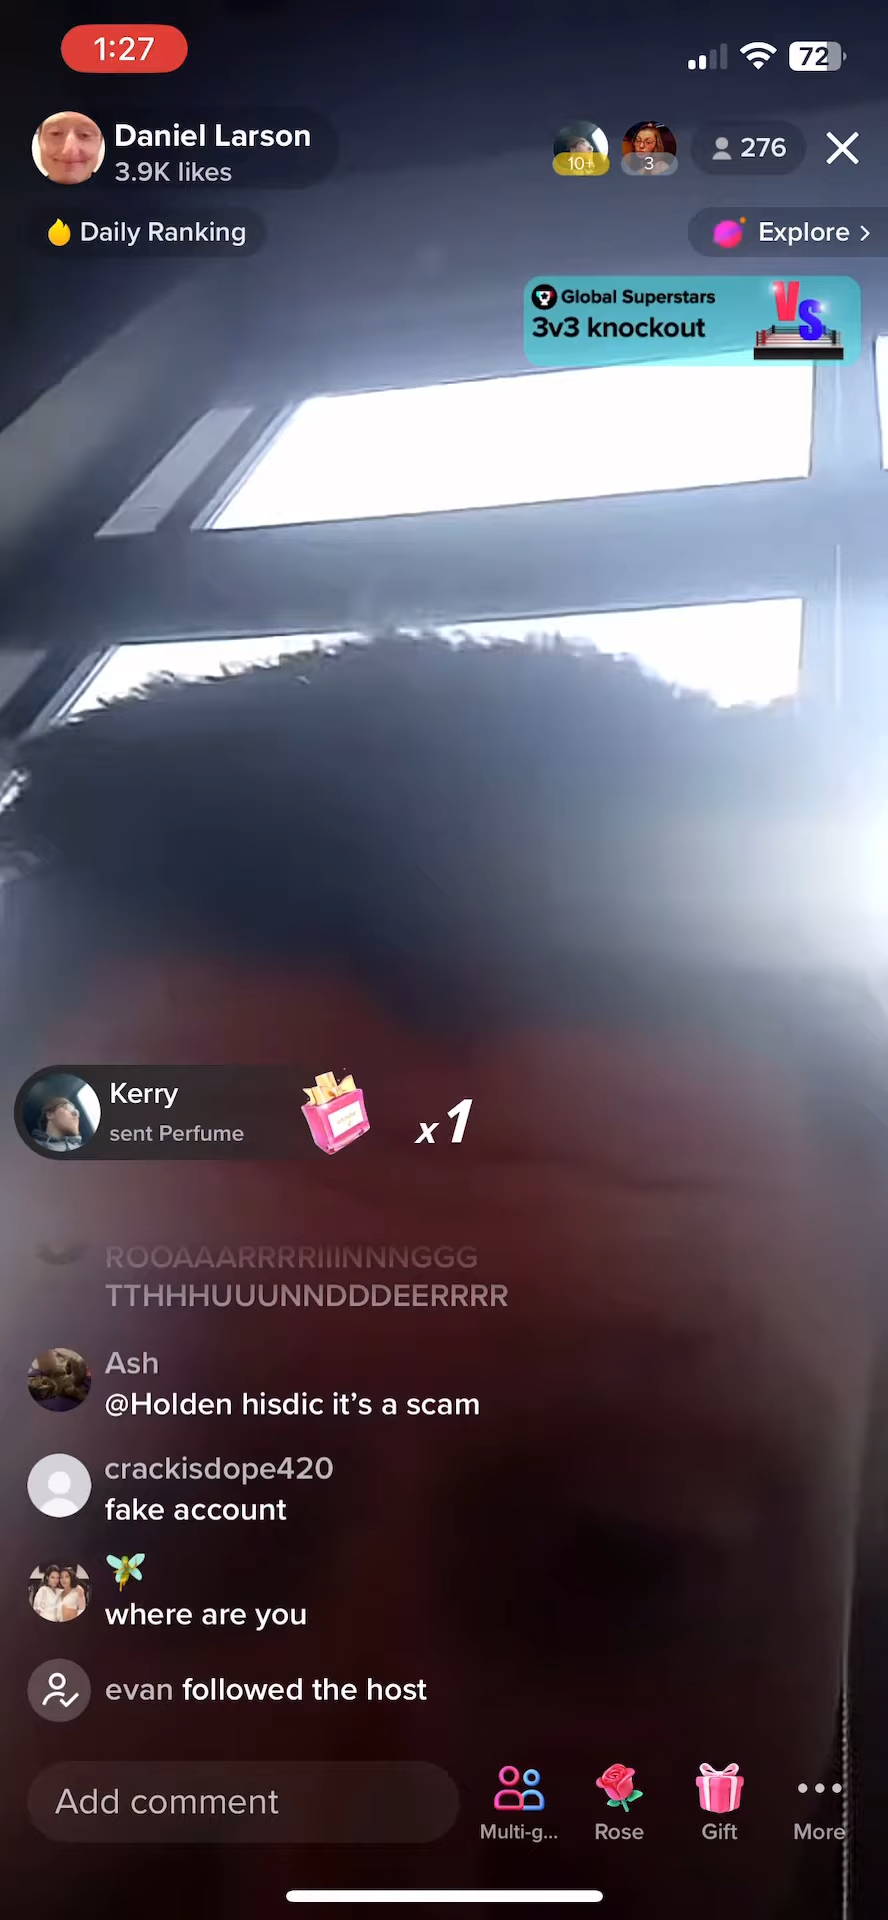 1:27
72
Daniel Larson
3.9K likes
10+
3
276
Daily Ranking
Explore >
Global Superstars
3v3 knockout
VS
Kerry
sent Perfume
x1
ROOAAARRRRIIINNNGGG
TTHHHUUUNNDDDEERRRR
Ash
@Holden hisdic it’s a scam
crackisdope420
fake account
where are you
evan followed the host
Add comment
Multi-g...
Rose
Gift
More